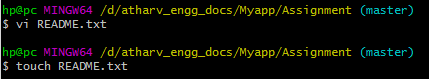 hp@pc MINGW64 /d/atharv_engg_docs/Myapp/Assignment (master)
$ vi README.txt
hp@pc MINGW64 /d/atharv_engg_docs/Myapp/Assignment (master)
$ touch README.txt